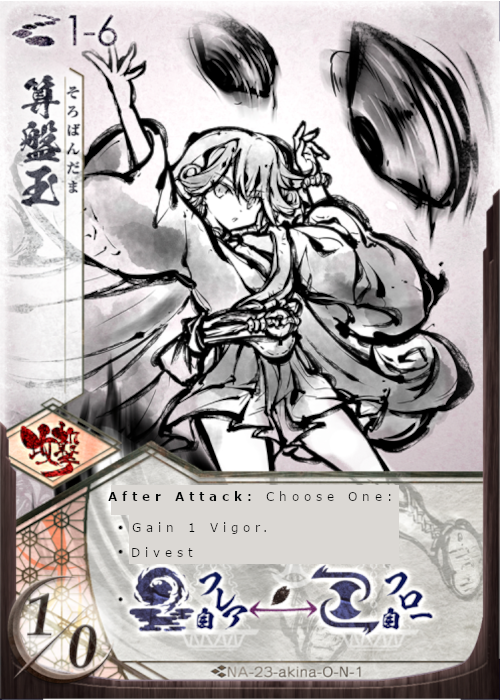 1-6
算盤玉
そろばんだま
攻撃
After Attack: Choose One:
• Gain 1 Vigor.
• Divest
• 自フレア ↔ 自フロー
1/0
NA-23-akina-O-N-1